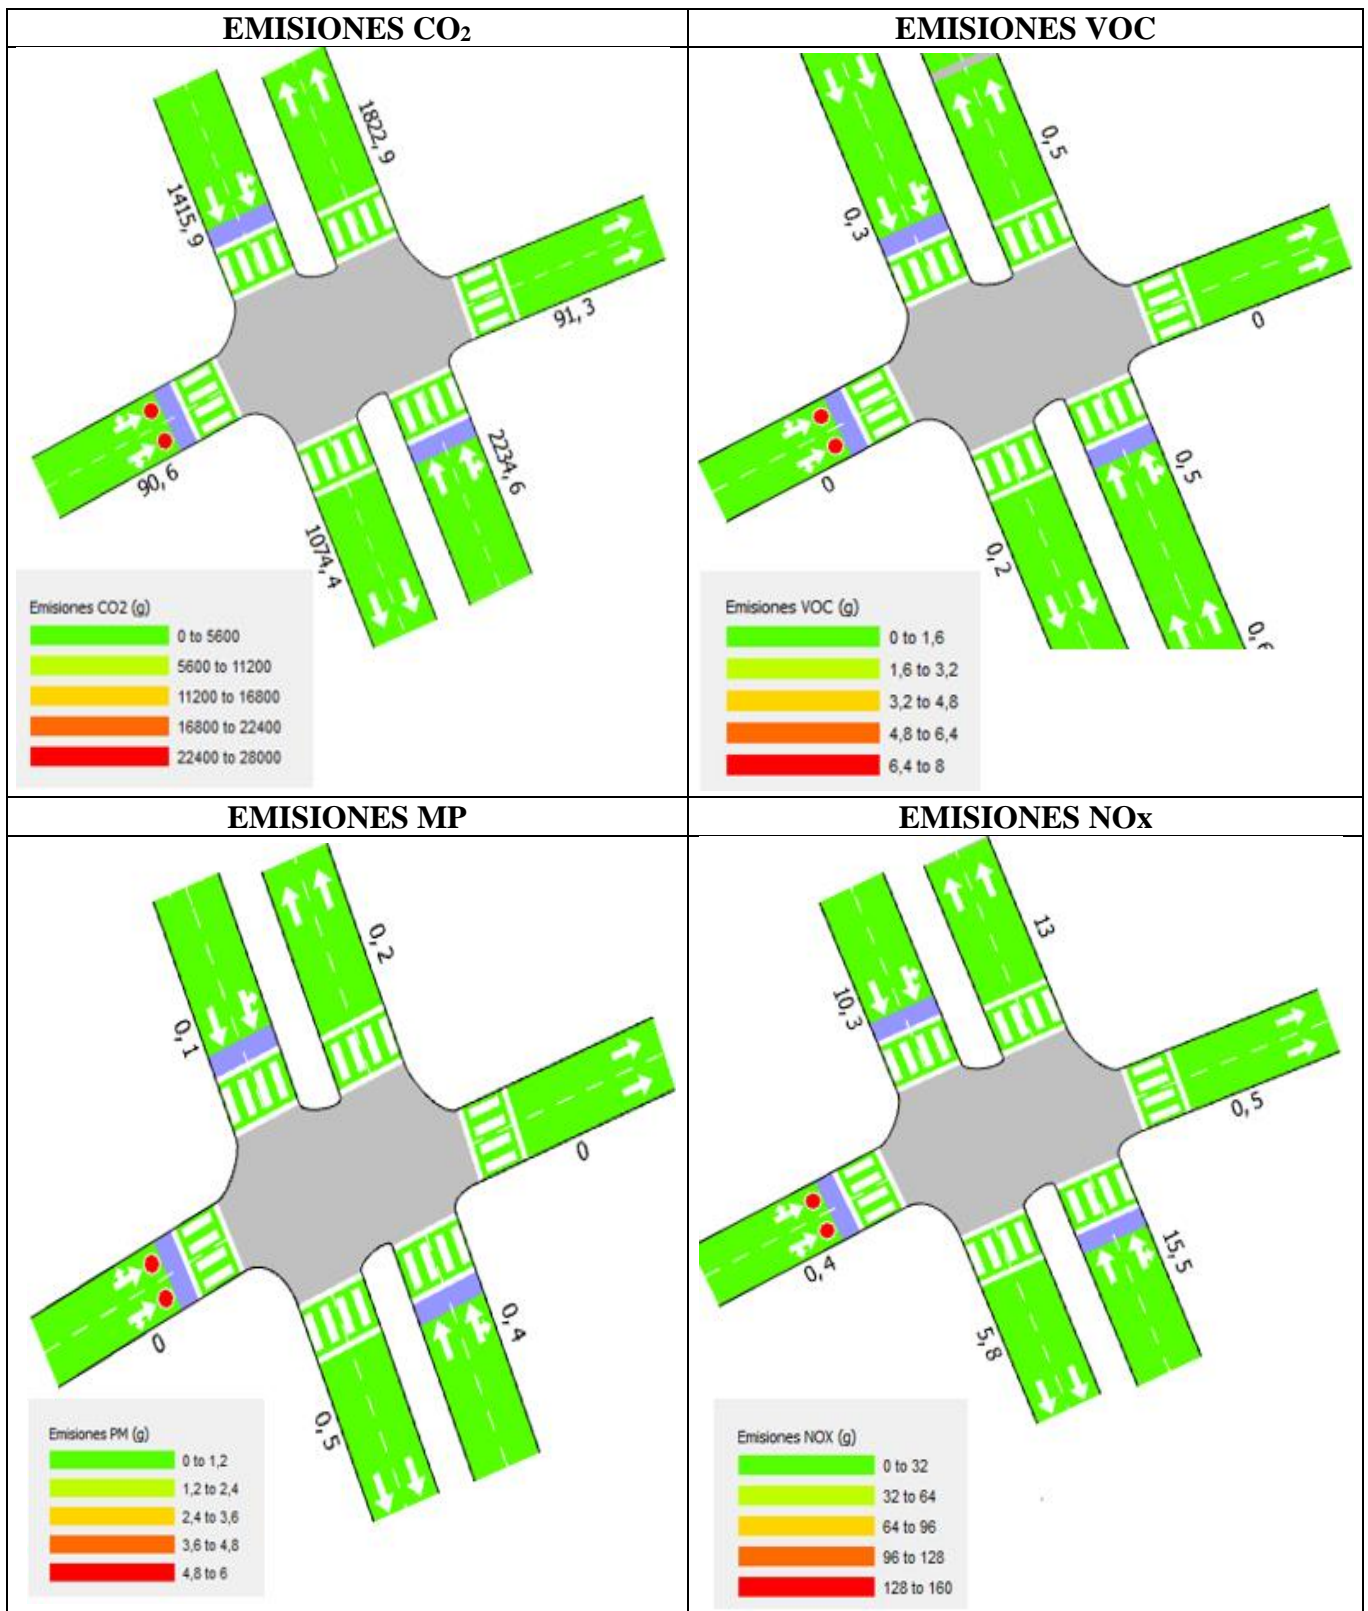 EMISIONES CO₂
1822, 9
1415, 9
91, 3
90, 6
2234, 6
1074, 4
Emisiones CO2 (g)
0 to 5600
5600 to 11200
11200 to 16800
16800 to 22400
22400 to 28000
EMISIONES VOC
0, 5
0, 3
0
0
0, 5
0, 2
0, 6
Emisiones VOC (g)
0 to 1,6
1,6 to 3,2
3,2 to 4,8
4,8 to 6,4
6,4 to 8
EMISIONES MP
0, 2
0, 1
0
0
0, 4
0, 5
Emisiones PM (g)
0 to 1,2
1,2 to 2,4
2,4 to 3,6
3,6 to 4,8
4,8 to 6
EMISIONES NOx
13
10, 3
0, 5
0, 4
15, 5
5, 8
Emisiones NOX (g)
0 to 32
32 to 64
64 to 96
96 to 128
128 to 160